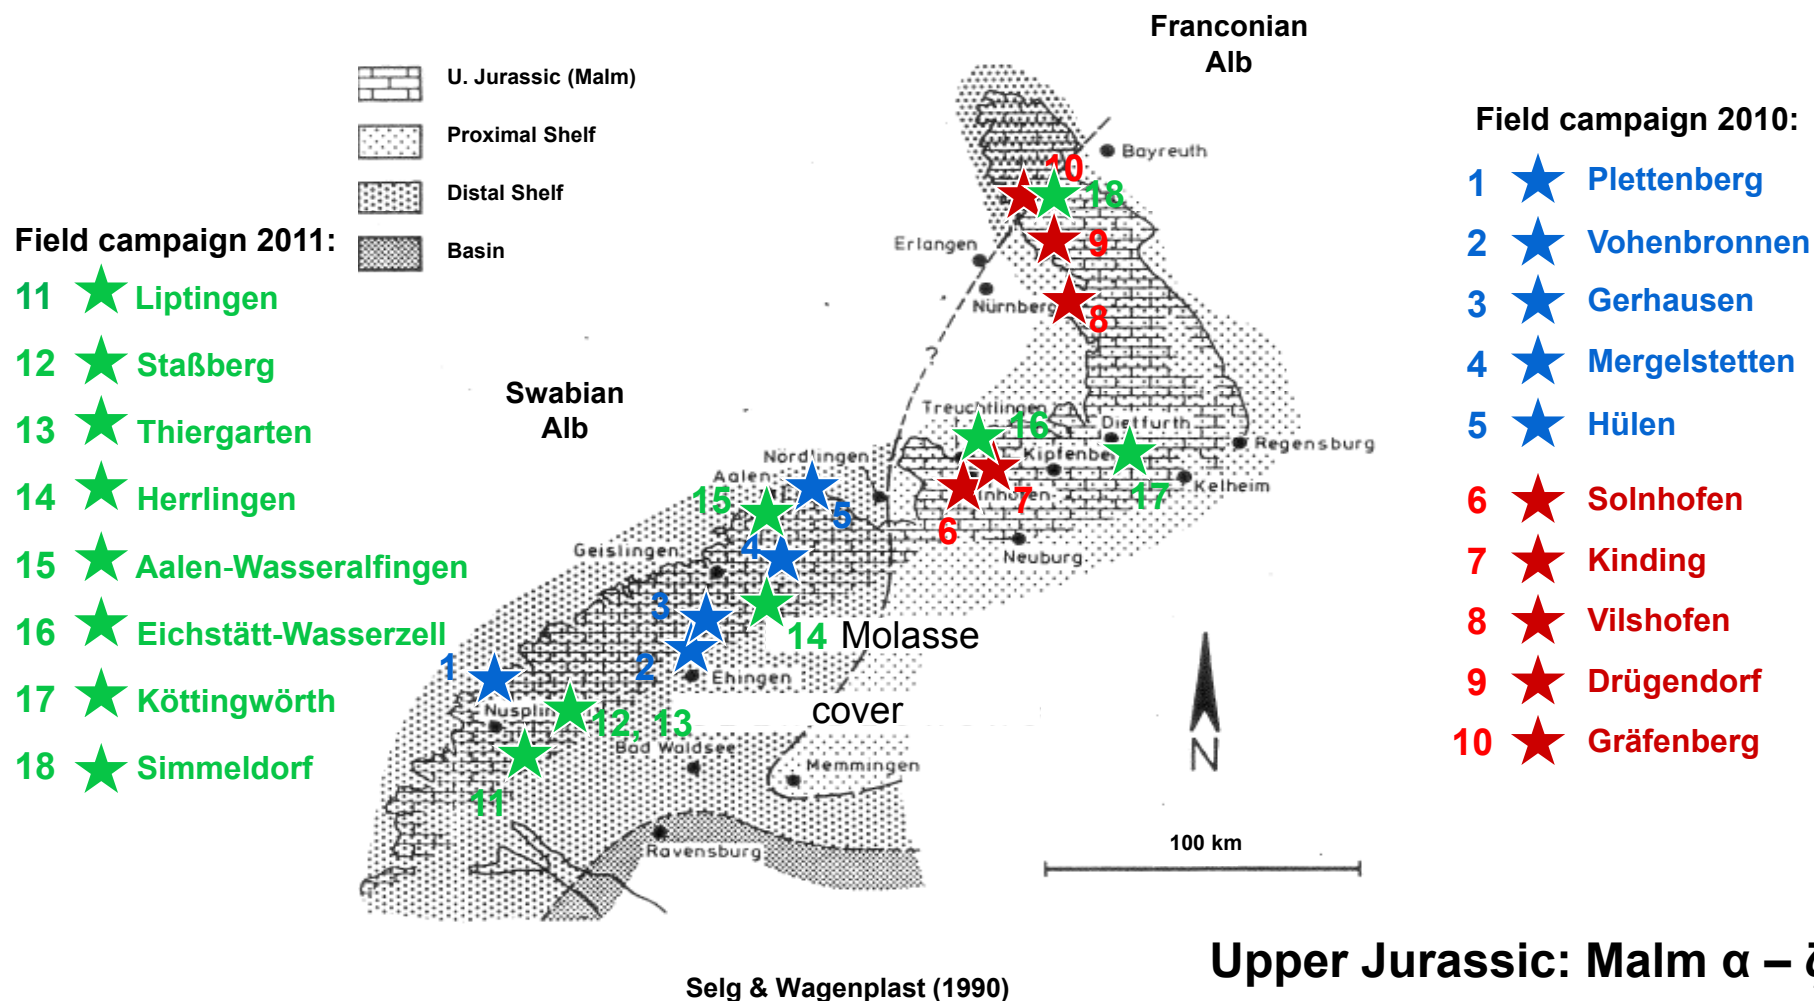 Franconian
Alb
U. Jurassic (Malm)
Proximal Shelf
Distal Shelf
Basin
Field campaign 2011:
11 Liptingen
12 Staßberg
13 Thiergarten
14 Herrlingen
15 Aalen-Wasseralfingen
16 Eichstätt-Wasserzell
17 Köttingwörth
18 Simmeldorf
Field campaign 2010:
1 Plettenberg
2 Vohenbronnen
3 Gerhausen
4 Mergelstetten
5 Hülen
6 Solnhofen
7 Kinding
8 Vilshofen
9 Drügendorf
10 Gräfenberg
Swabian
Alb
Bayreuth
10
18
Erlangen
9
Nürnberg
8
?
Treuchtlingen
16
Dietfurth
Regensburg
Nördlingen
Kipfenbe
Aalen
Kelheim
15
5
7
17
6
Neuburg
Geislingen
4
3
14
Molasse
1
2
Ehingen
cover
12, 13
Bad Waldsee
Memmingen
11
Ravensburg
N
100 km
Upper Jurassic: Malm α –
Selg & Wagenplast (1990)